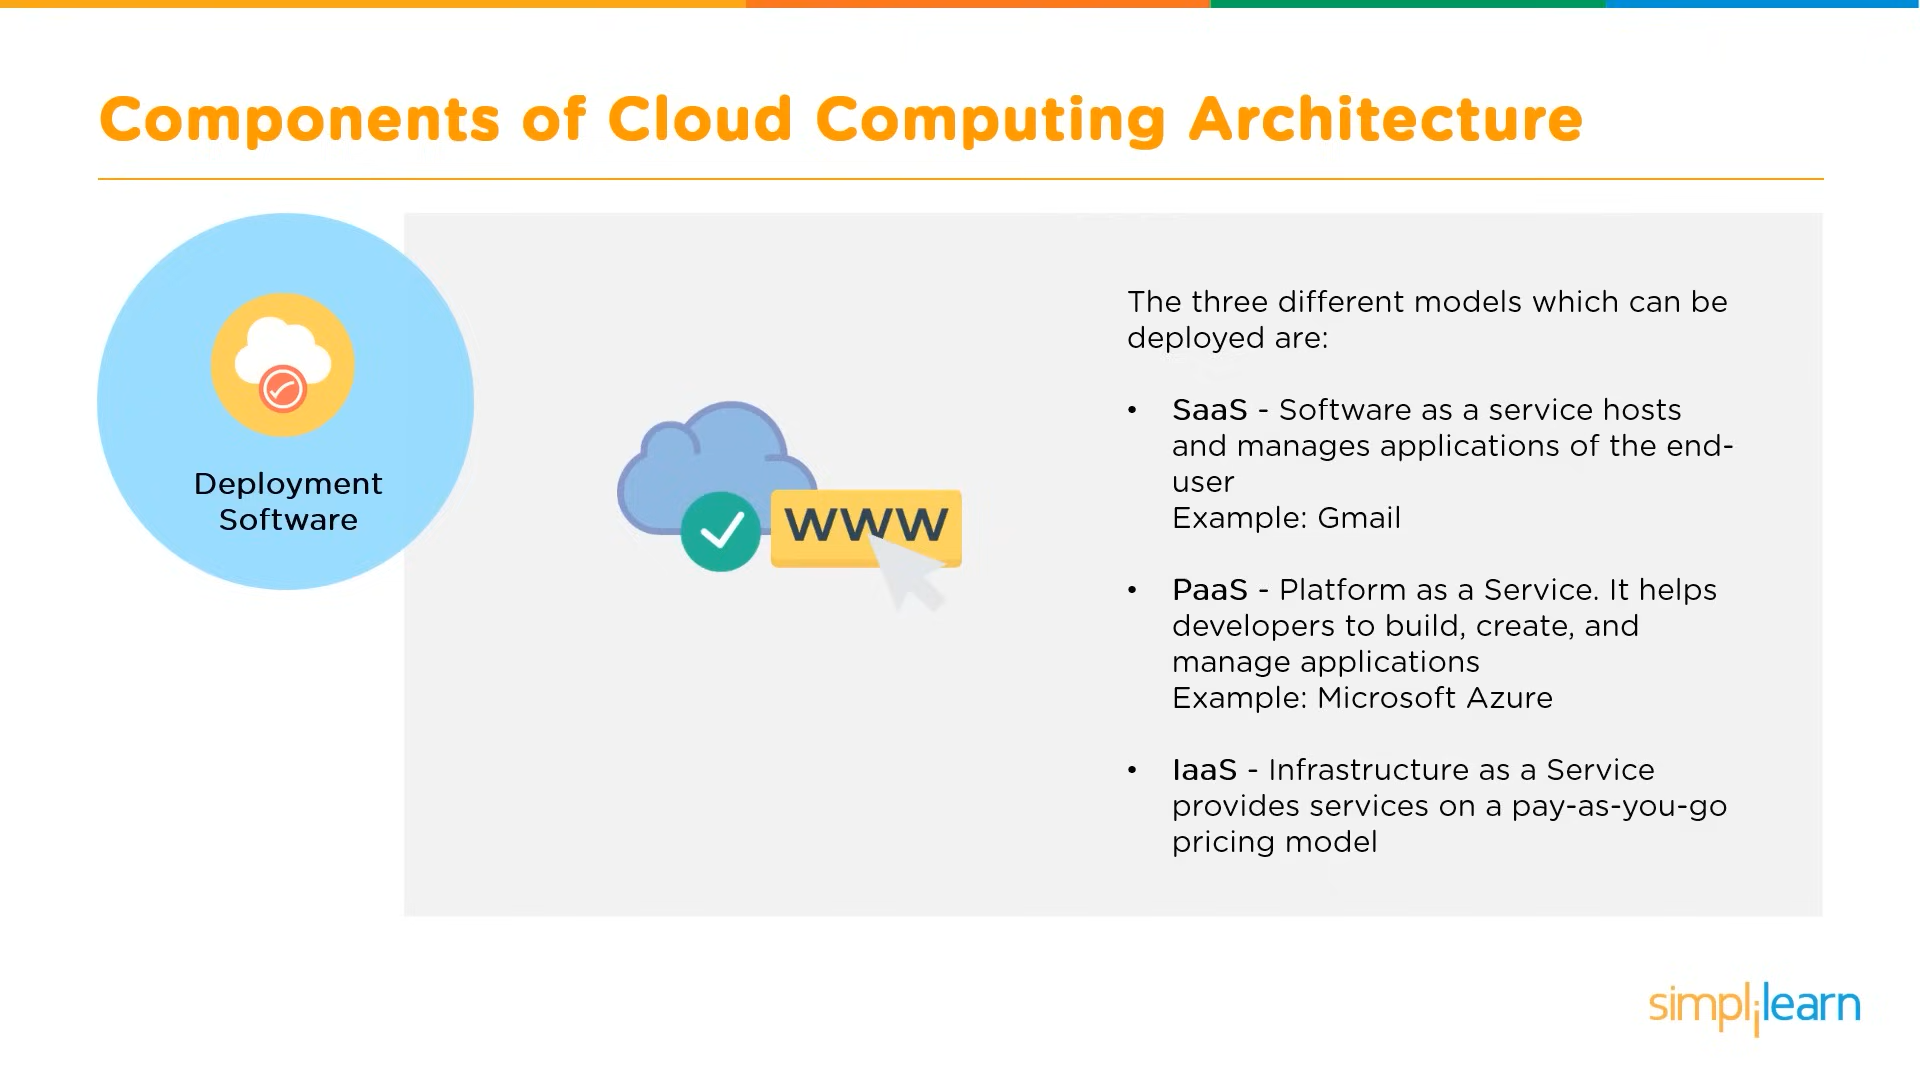 Components of Cloud Computing Architecture
Deployment
Software
WWW
The three different models which can be
deployed are:
• SaaS - Software as a service hosts
and manages applications of the end-
user
Example: Gmail
• PaaS - Platform as a Service. It helps
developers to build, create, and
manage applications
Example: Microsoft Azure
• IaaS - Infrastructure as a Service
provides services on a pay-as-you-go
pricing model
simplilearn